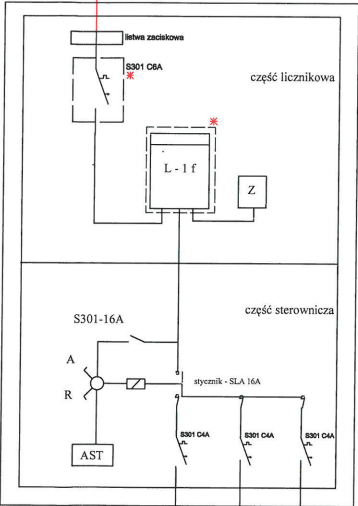 listwa zaciskowa
S301 C6A
część licznikowa
L - 1 f
Z
część sterownicza
S301-16A
A
R
stycznik - SLA 16A
AST
S301 C4A
S301 C4A
S301 C4A